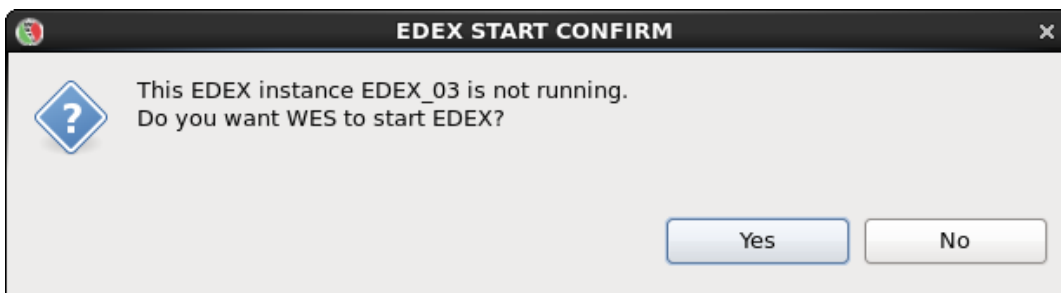 EDEX START CONFIRM
This EDEX instance EDEX_03 is not running.
Do you want WES to start EDEX?
Yes No